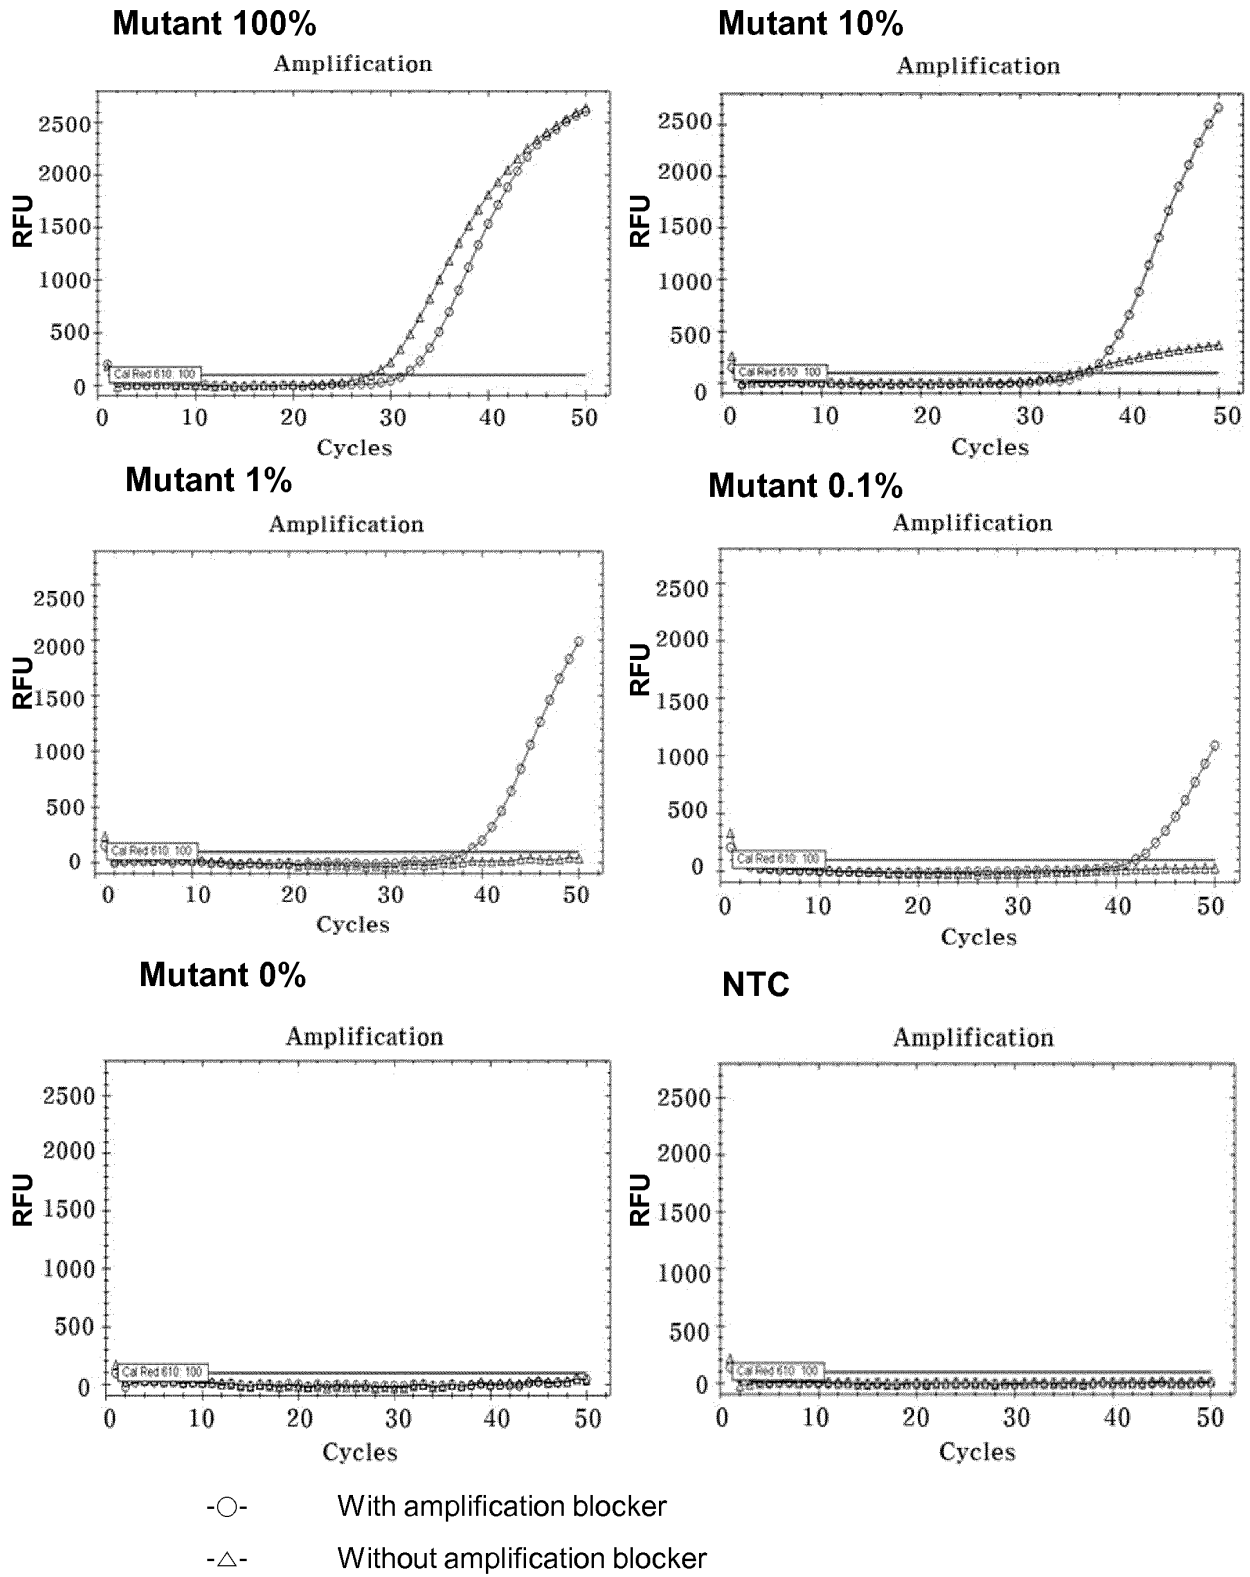 Mutant 100%
Amplification
2500
2000
1500
1000
500
0
RFU
Cal Red 610: 100
0 10 20 30 40 50
Cycles
Mutant 10%
Amplification
2500
2000
1500
1000
500
0
RFU
Cal Red 610: 100
0 10 20 30 40 50
Cycles
Mutant 1%
Amplification
2500
2000
1500
1000
500
0
RFU
Cal Red 610: 100
0 10 20 30 40 50
Cycles
Mutant 0.1%
Amplification
2500
2000
1500
1000
500
0
RFU
Cal Red 610: 100
0 10 20 30 40 50
Cycles
Mutant 0%
Amplification
2500
2000
1500
1000
500
0
RFU
Cal Red 610: 100
0 10 20 30 40 50
Cycles
NTC
Amplification
2500
2000
1500
1000
500
0
RFU
Cal Red 610: 100
0 10 20 30 40 50
Cycles
With amplification blocker
Without amplification blocker